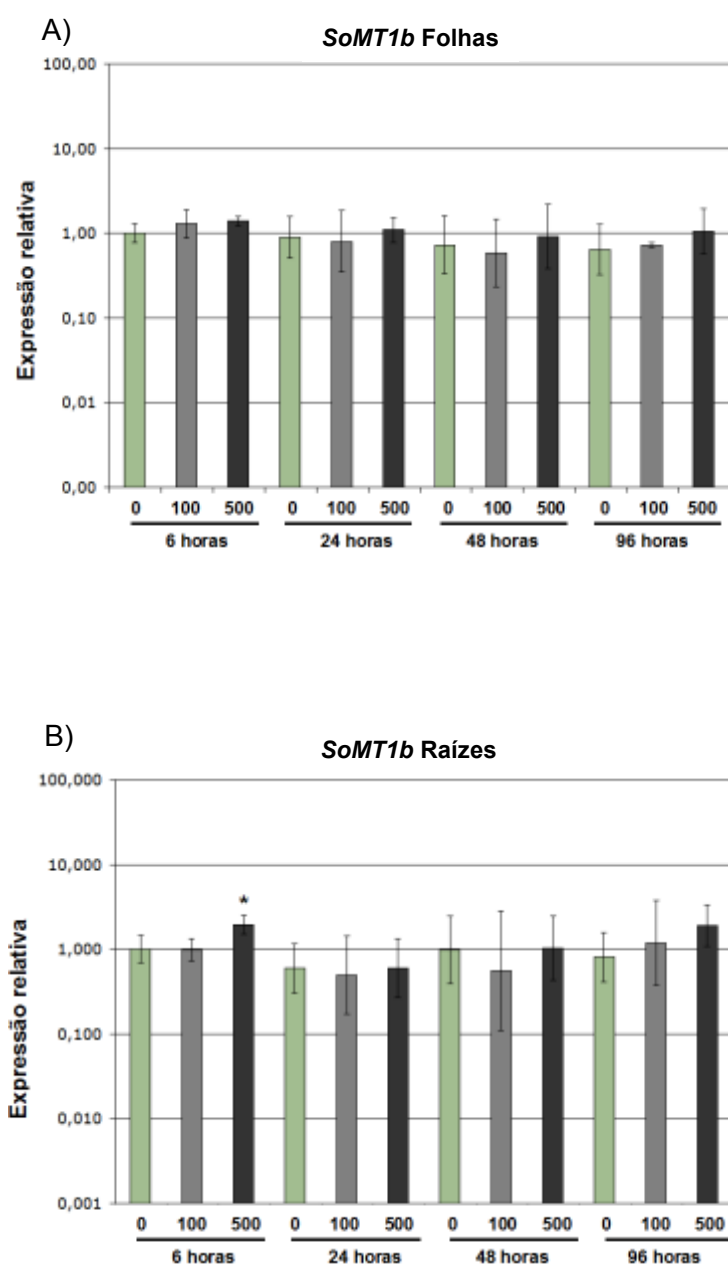 A)
SoMT1b Folhas
Expressão relativa
100,00
10,00
1,00
0,10
0,01
0,00
0 100 500 0 100 500 0 100 500 0 100 500
6 horas 24 horas 48 horas 96 horas
B)
SoMT1b Raízes
Expressão relativa
100,000
10,000
1,000
0,100
0,010
0,001
*
0 100 500 0 100 500 0 100 500 0 100 500
6 horas 24 horas 48 horas 96 horas